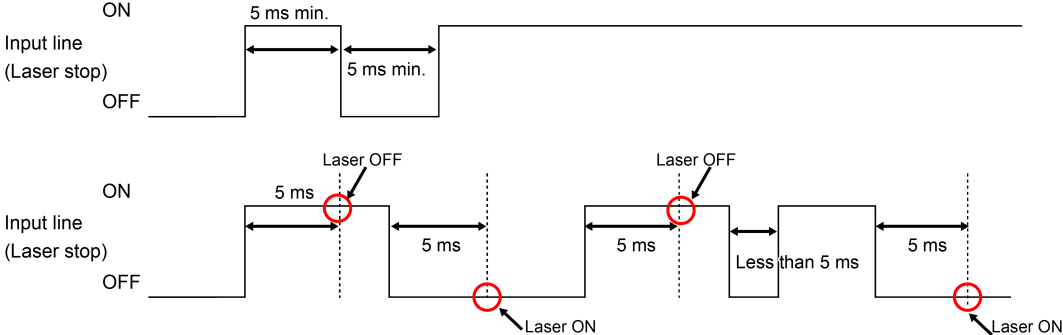 ON
5 ms min.
Input line
(Laser stop)
5 ms min.
OFF
Laser OFF
Laser OFF
ON
5 ms
Input line
(Laser stop)
5 ms
5 ms
5 ms
Less than 5 ms
OFF
Laser ON
Laser ON